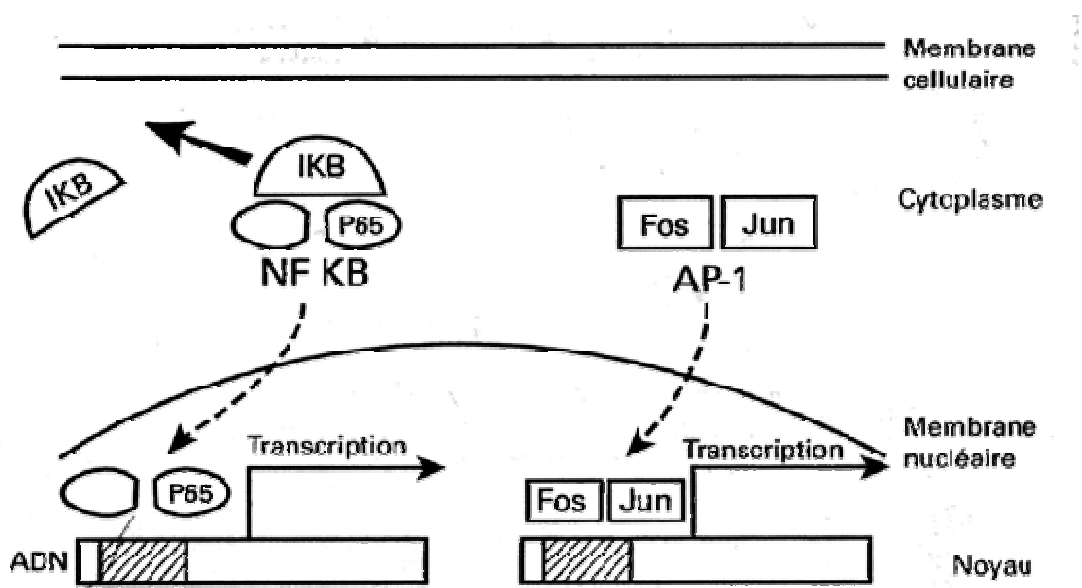 Membrane
cellulaire
IKB
IKB
Cytoplasme
P65
Fos
Jun
NF KB
AP-1
Membrane
nucléaire
Transcription
Transcription
P65
Fos
Jun
ADN
Noyau